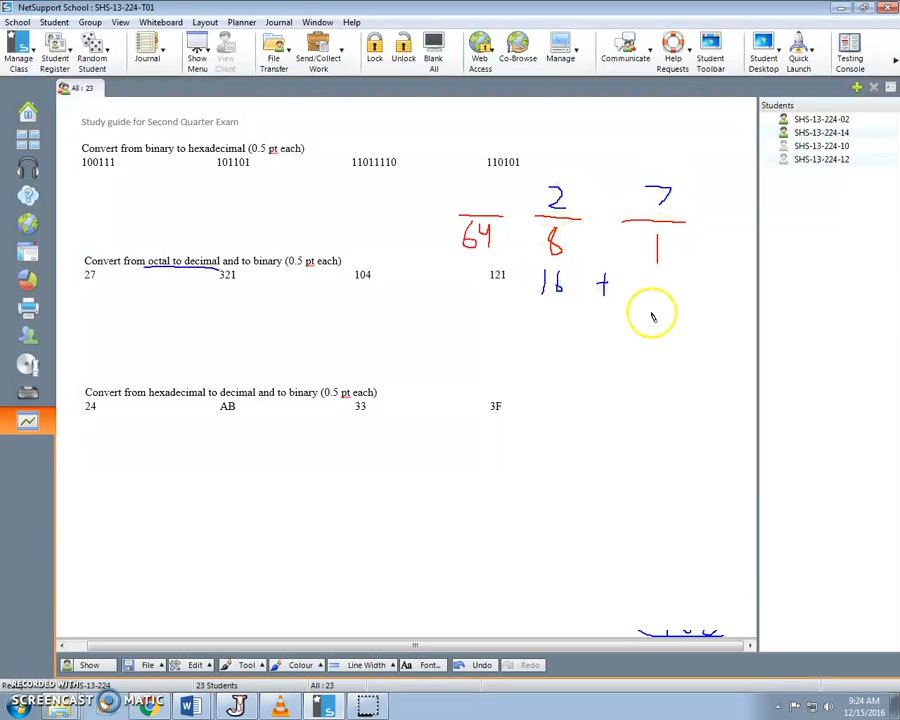 NetSupport School: SHS-13-224-T01
School Student Group View Whiteboard Layout Planner Journal Window Help
Manage Class Student Register Random Student Journal Show Menu View Client File Transfer Send/Collect Work Lock Unlock Blank All Web Access Co-Browse Manage Communicate Help Requests Student Toolbar Student Desktop Quick Launch Testing Console
All : 23
Students
SHS-13-224-02
SHS-13-224-14
SHS-13-224-10
SHS-13-224-12
Study guide for Second Quarter Exam
Convert from binary to hexadecimal (0.5 pt each)
100111 101101 11011110 110101
2 7
64 8 1
Convert from octal to decimal and to binary (0.5 pt each)
27 321 104 121
16 +
Convert from hexadecimal to decimal and to binary (0.5 pt each)
24 AB 33 3F
Show File Edit Tool Colour Line Width Font... Undo Redo
23 Students All : 23
RECORDED WITH
SCREENCAST MATIC
9:24 AM
12/15/2016